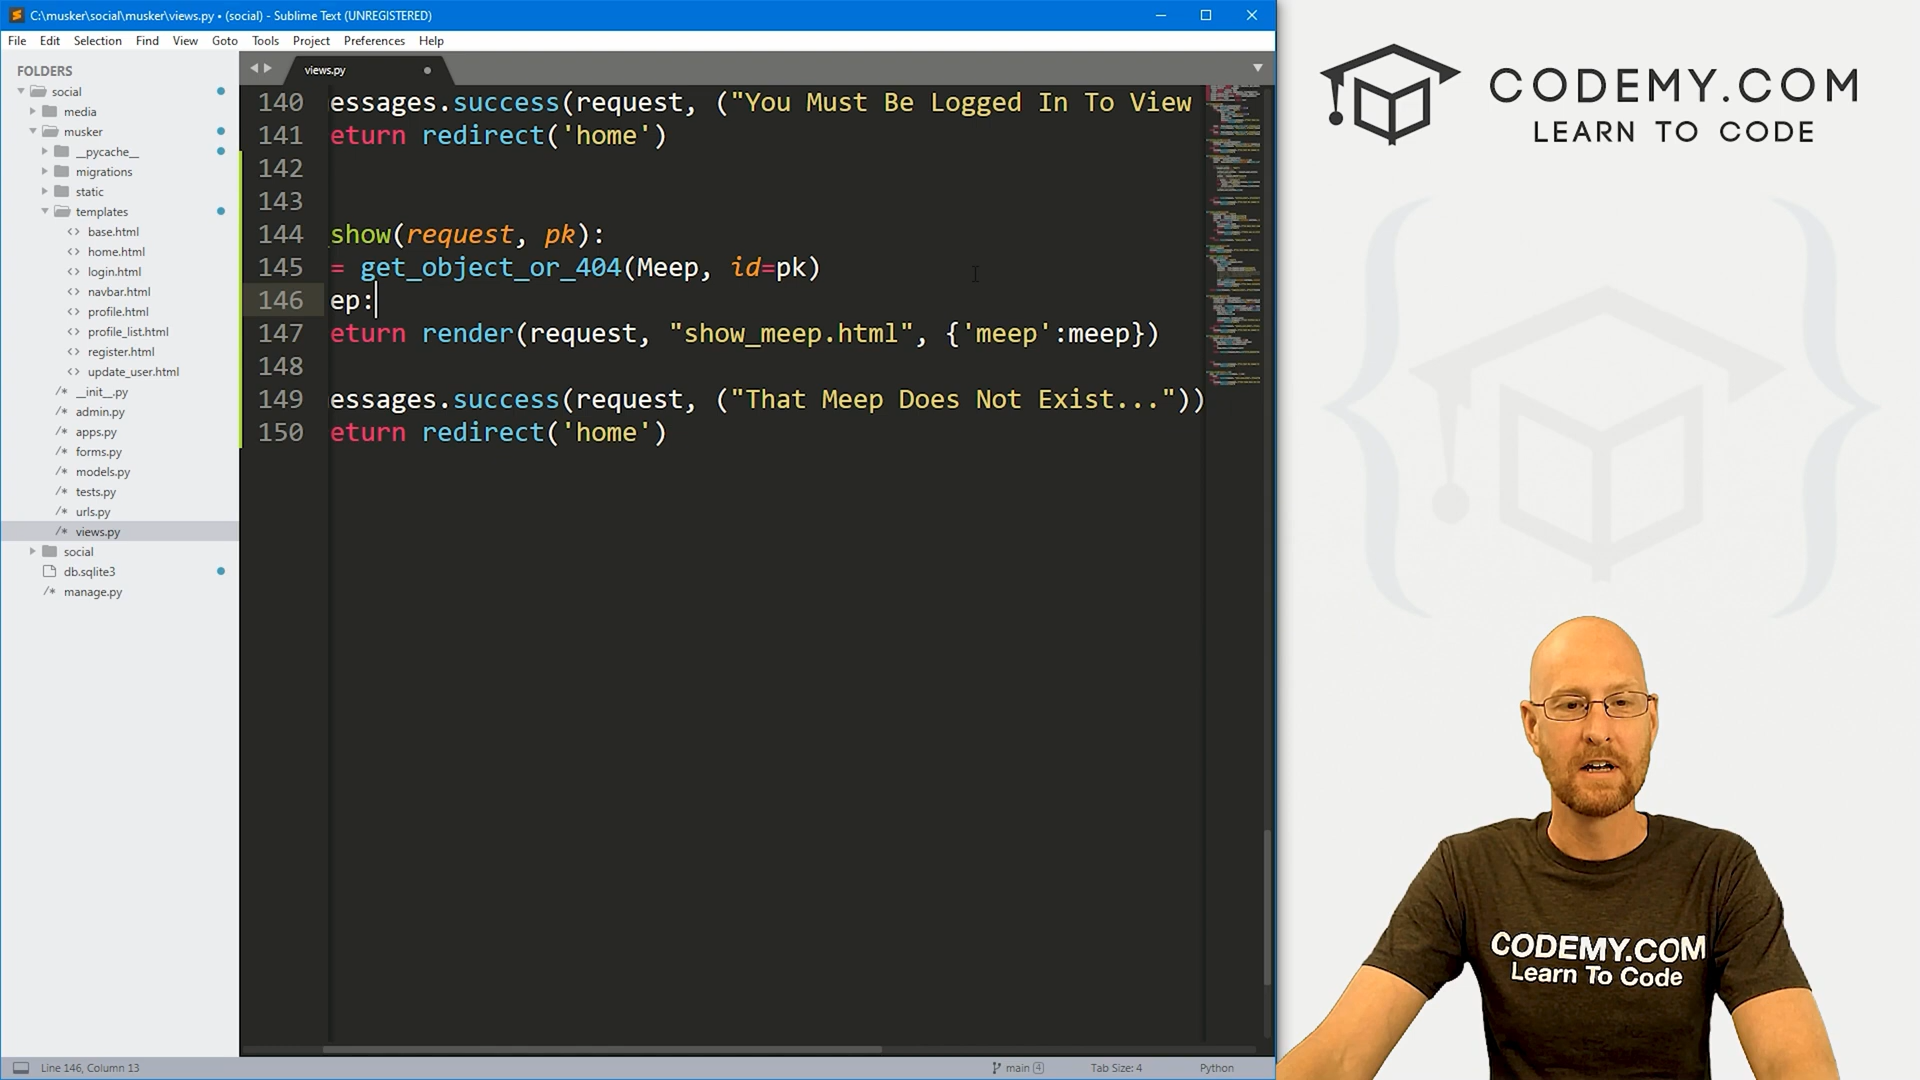 C:\musker\social\musker\views.py • (social) - Sublime Text (UNREGISTERED)
File Edit Selection Find View Goto Tools Project Preferences Help
FOLDERS
social
media
musker
__pycache__
migrations
static
templates
<> base.html
<> home.html
<> login.html
<> navbar.html
<> profile.html
<> profile_list.html
<> register.html
<> update_user.html
/* __init__.py
/* admin.py
/* apps.py
/* forms.py
/* models.py
/* tests.py
/* urls.py
/* views.py
social
db.sqlite3
/* manage.py
views.py
140 essages.success(request, ("You Must Be Logged In To View
141 eturn redirect('home')
142
143
144 _show(request, pk):
145 = get_object_or_404(Meep, id=pk)
146 ep:
147 eturn render(request, "show_meep.html", {'meep':meep})
148
149 essages.success(request, ("That Meep Does Not Exist..."))
150 eturn redirect('home')
Line 146, Column 13
main 4
Tab Size: 4
Python
CODEMY.COM
LEARN TO CODE
CODEMY.COM
Learn To Code